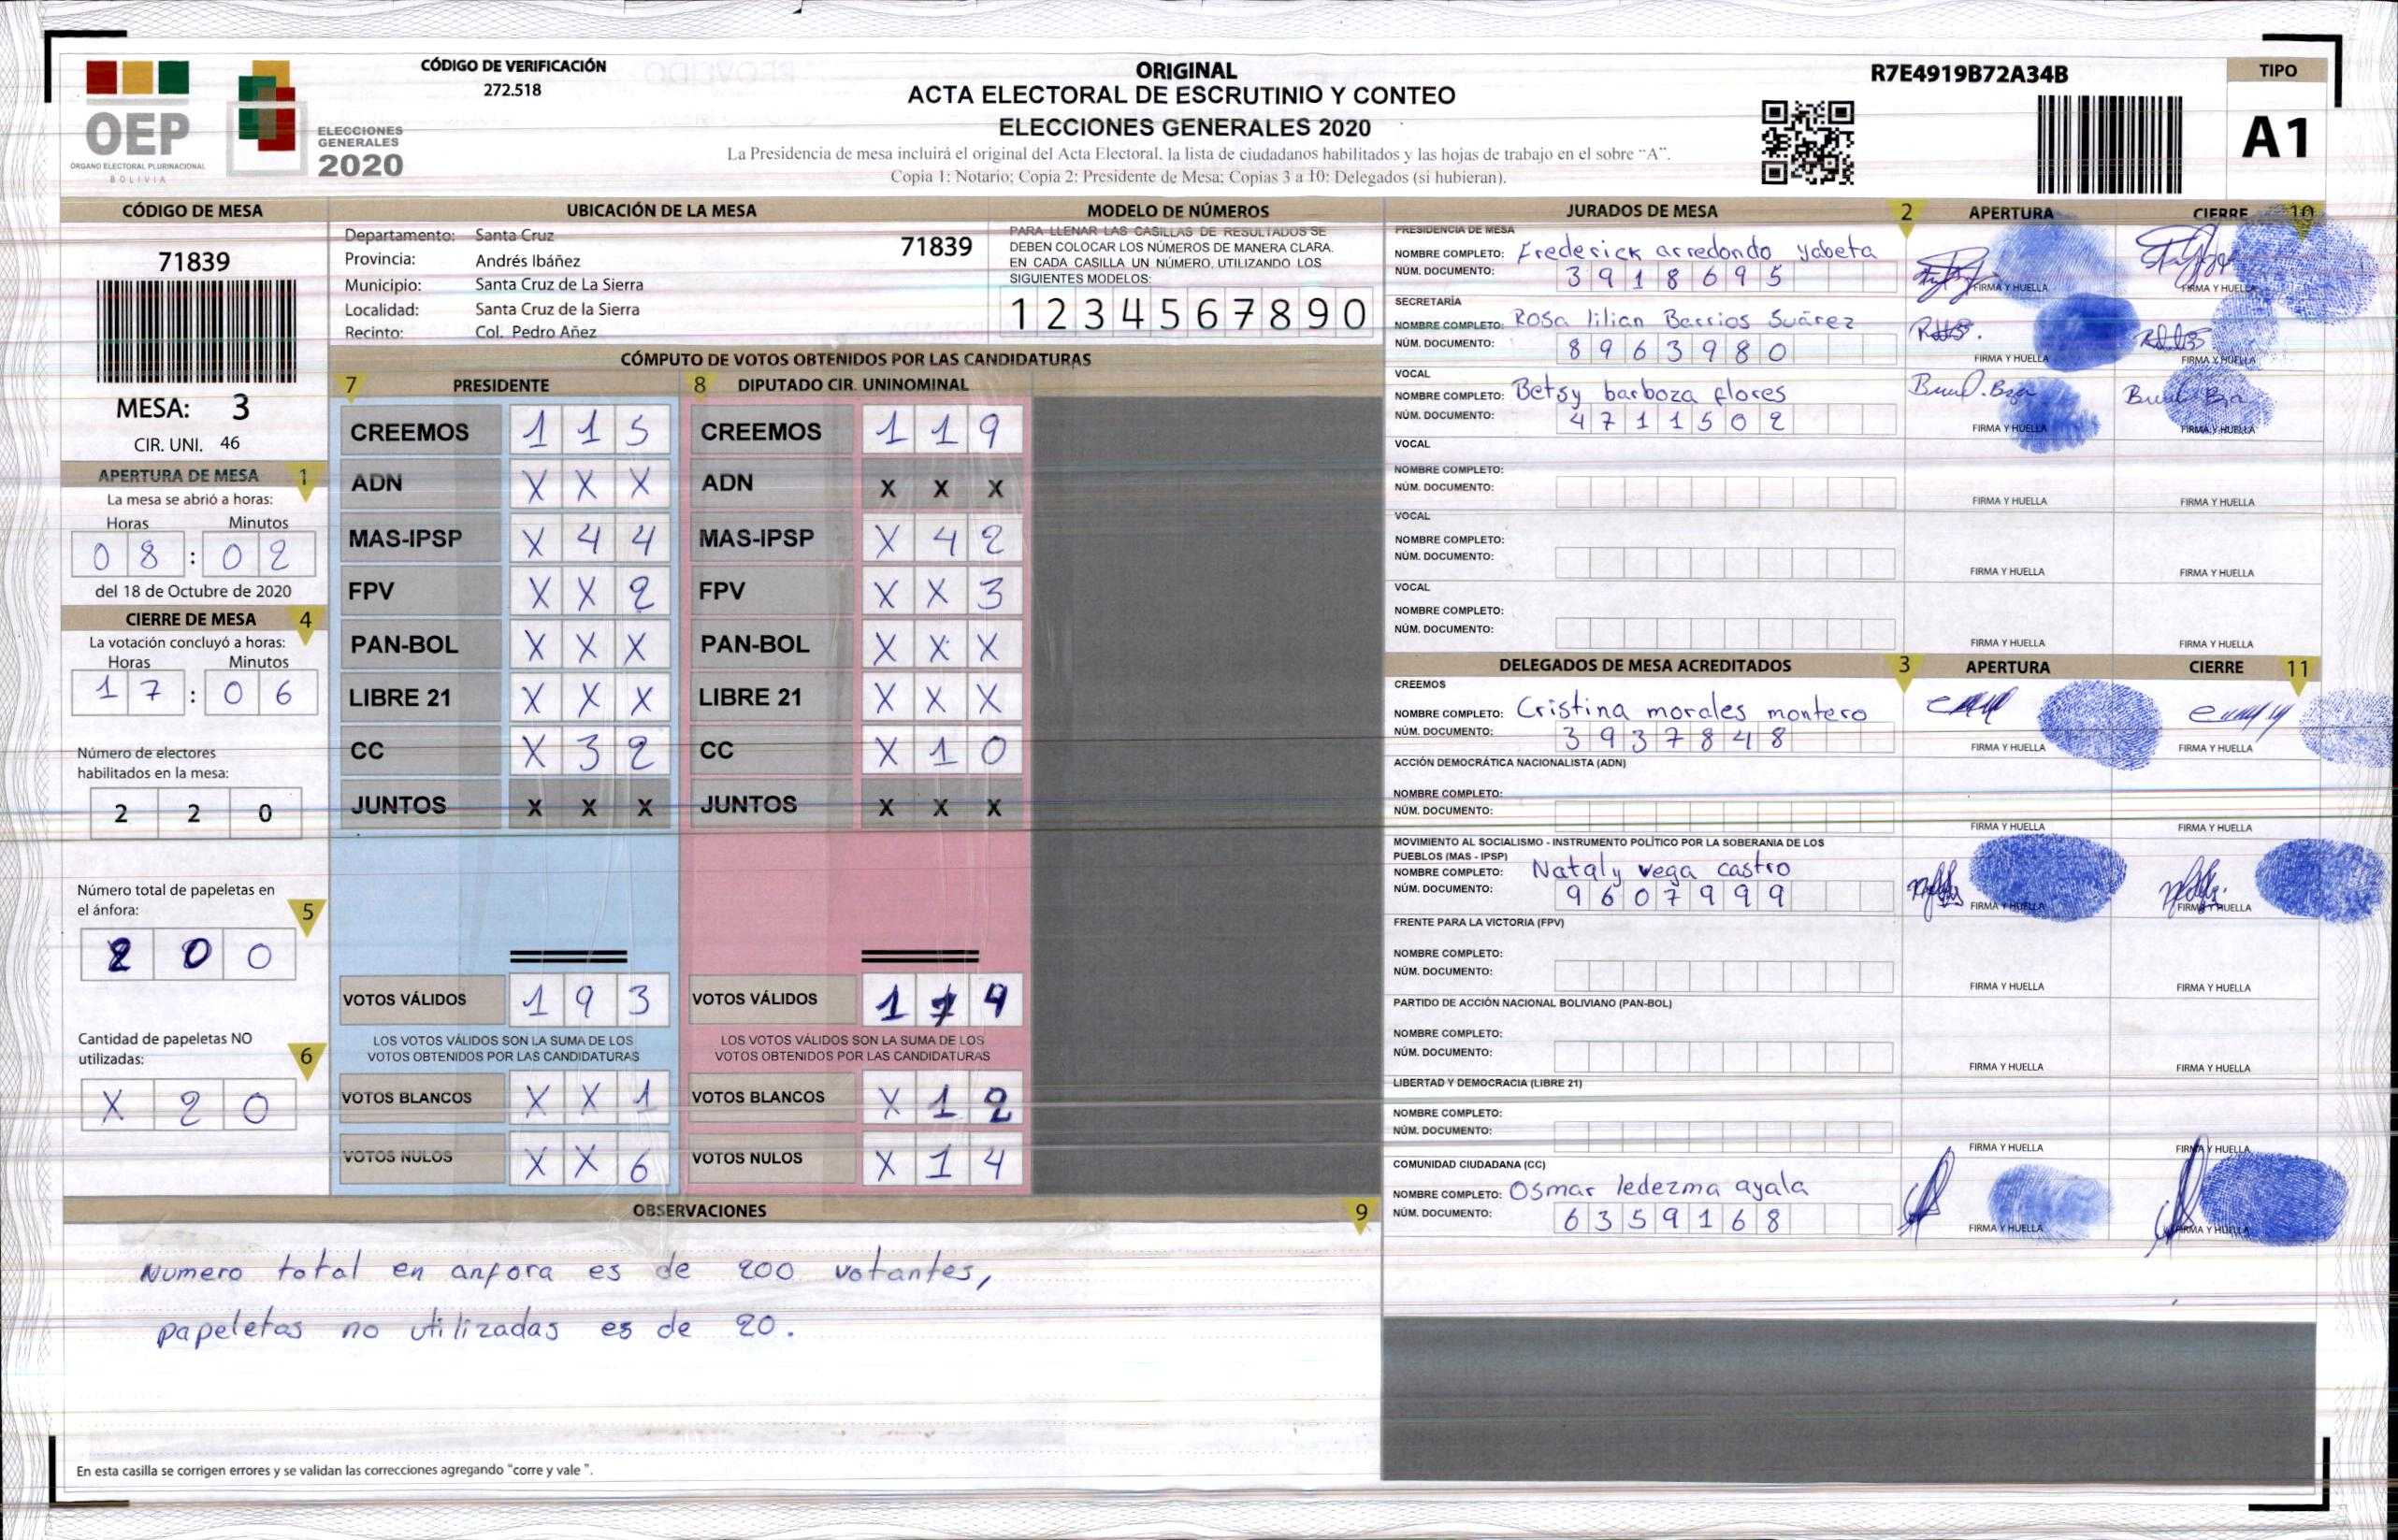 CÓDIGO DE VERIFICACIÓN
272.518
ORIGINAL
ACTA ELECTORAL DE ESCRUTINIO Y CONTEO
ELECCIONES GENERALES 2020
La Presidencia de mesa incluirá el original del Acta Electoral, la lista de ciudadanos habilitados y las hojas de trabajo en el sobre "A".
Copia 1: Notario; Copia 2: Presidente de Mesa; Copias 3 a 10: Delegados (si hubieran).
R7E4919B72A34B
TIPO
A1
OEP
ÓRGANO ELECTORAL PLURINACIONAL
BOLIVIA
ELECCIONES
GENERALES
2020
CÓDIGO DE MESA
71839
MESA: 3
CIR. UNI. 46
APERTURA DE MESA 1
La mesa se abrió a horas:
Horas Minutos
0 8 : 0 2
del 18 de Octubre de 2020
CIERRE DE MESA 4
La votación concluyó a horas:
Horas Minutos
1 7 : 0 6
Número de electores
habilitados en la mesa:
2 2 0
Número total de papeletas en
el ánfora: 5
2 0 0
Cantidad de papeletas NO
utilizadas: 6
X 2 0
UBICACIÓN DE LA MESA
Departamento: Santa Cruz 71839
Provincia: Andrés Ibáñez
Municipio: Santa Cruz de La Sierra
Localidad: Santa Cruz de la Sierra
Recinto: Col. Pedro Añez
MODELO DE NÚMEROS
PARA LLENAR LAS CASILLAS DE RESULTADOS SE
DEBEN COLOCAR LOS NÚMEROS DE MANERA CLARA.
EN CADA CASILLA UN NÚMERO, UTILIZANDO LOS
SIGUIENTES MODELOS:
1 2 3 4 5 6 7 8 9 0
CÓMPUTO DE VOTOS OBTENIDOS POR LAS CANDIDATURAS
7 PRESIDENTE 8 DIPUTADO CIR. UNINOMINAL
CREEMOS 1 1 5 CREEMOS 1 1 9
ADN X X X ADN X X X
MAS-IPSP X 4 4 MAS-IPSP X 4 2
FPV X X 2 FPV X X 3
PAN-BOL X X X PAN-BOL X X X
LIBRE 21 X X X LIBRE 21 X X X
CC X 3 2 CC X 1 0
JUNTOS X X X JUNTOS X X X
VOTOS VÁLIDOS 1 9 3 VOTOS VÁLIDOS 1 7 4
LOS VOTOS VÁLIDOS SON LA SUMA DE LOS LOS VOTOS VÁLIDOS SON LA SUMA DE LOS
VOTOS OBTENIDOS POR LAS CANDIDATURAS VOTOS OBTENIDOS POR LAS CANDIDATURAS
VOTOS BLANCOS X X 1 VOTOS BLANCOS X 1 2
VOTOS NULOS X X 6 VOTOS NULOS X 1 4
OBSERVACIONES 9
Numero total en anfora es de 200 votantes,
papeletas no utilizadas es de 20.
En esta casilla se corrigen errores y se validan las correcciones agregando "corre y vale ".
JURADOS DE MESA 2 APERTURA CIERRE 10
PRESIDENCIA DE MESA
NOMBRE COMPLETO: Frederick arredondo yabeta
NÚM. DOCUMENTO: 3 9 1 8 6 9 5 FIRMA Y HUELLA FIRMA Y HUELLA
SECRETARÍA
NOMBRE COMPLETO: Rosa lilian Barrios Suárez
NÚM. DOCUMENTO: 8 9 6 3 9 8 0 FIRMA Y HUELLA FIRMA Y HUELLA
VOCAL
NOMBRE COMPLETO: Betsy barboza flores
NÚM. DOCUMENTO: 4 7 1 1 5 0 2 FIRMA Y HUELLA FIRMA Y HUELLA
VOCAL
NOMBRE COMPLETO:
NÚM. DOCUMENTO: FIRMA Y HUELLA FIRMA Y HUELLA
VOCAL
NOMBRE COMPLETO:
NÚM. DOCUMENTO: FIRMA Y HUELLA FIRMA Y HUELLA
VOCAL
NOMBRE COMPLETO:
NÚM. DOCUMENTO: FIRMA Y HUELLA FIRMA Y HUELLA
DELEGADOS DE MESA ACREDITADOS 3 APERTURA CIERRE 11
CREEMOS
NOMBRE COMPLETO: Cristina morales montero
NÚM. DOCUMENTO: 3 9 3 7 8 4 8 FIRMA Y HUELLA FIRMA Y HUELLA
ACCIÓN DEMOCRÁTICA NACIONALISTA (ADN)
NOMBRE COMPLETO:
NÚM. DOCUMENTO: FIRMA Y HUELLA FIRMA Y HUELLA
MOVIMIENTO AL SOCIALISMO - INSTRUMENTO POLÍTICO POR LA SOBERANIA DE LOS
PUEBLOS (MAS - IPSP)
NOMBRE COMPLETO: Nataly vega castro
NÚM. DOCUMENTO: 9 6 0 7 9 9 9 FIRMA Y HUELLA FIRMA Y HUELLA
FRENTE PARA LA VICTORIA (FPV)
NOMBRE COMPLETO:
NÚM. DOCUMENTO: FIRMA Y HUELLA FIRMA Y HUELLA
PARTIDO DE ACCIÓN NACIONAL BOLIVIANO (PAN-BOL)
NOMBRE COMPLETO:
NÚM. DOCUMENTO: FIRMA Y HUELLA FIRMA Y HUELLA
LIBERTAD Y DEMOCRACIA (LIBRE 21)
NOMBRE COMPLETO:
NÚM. DOCUMENTO: FIRMA Y HUELLA FIRMA Y HUELLA
COMUNIDAD CIUDADANA (CC)
NOMBRE COMPLETO: Osmar ledezma ayala
NÚM. DOCUMENTO: 6 3 5 9 1 6 8 FIRMA Y HUELLA FIRMA Y HUELLA